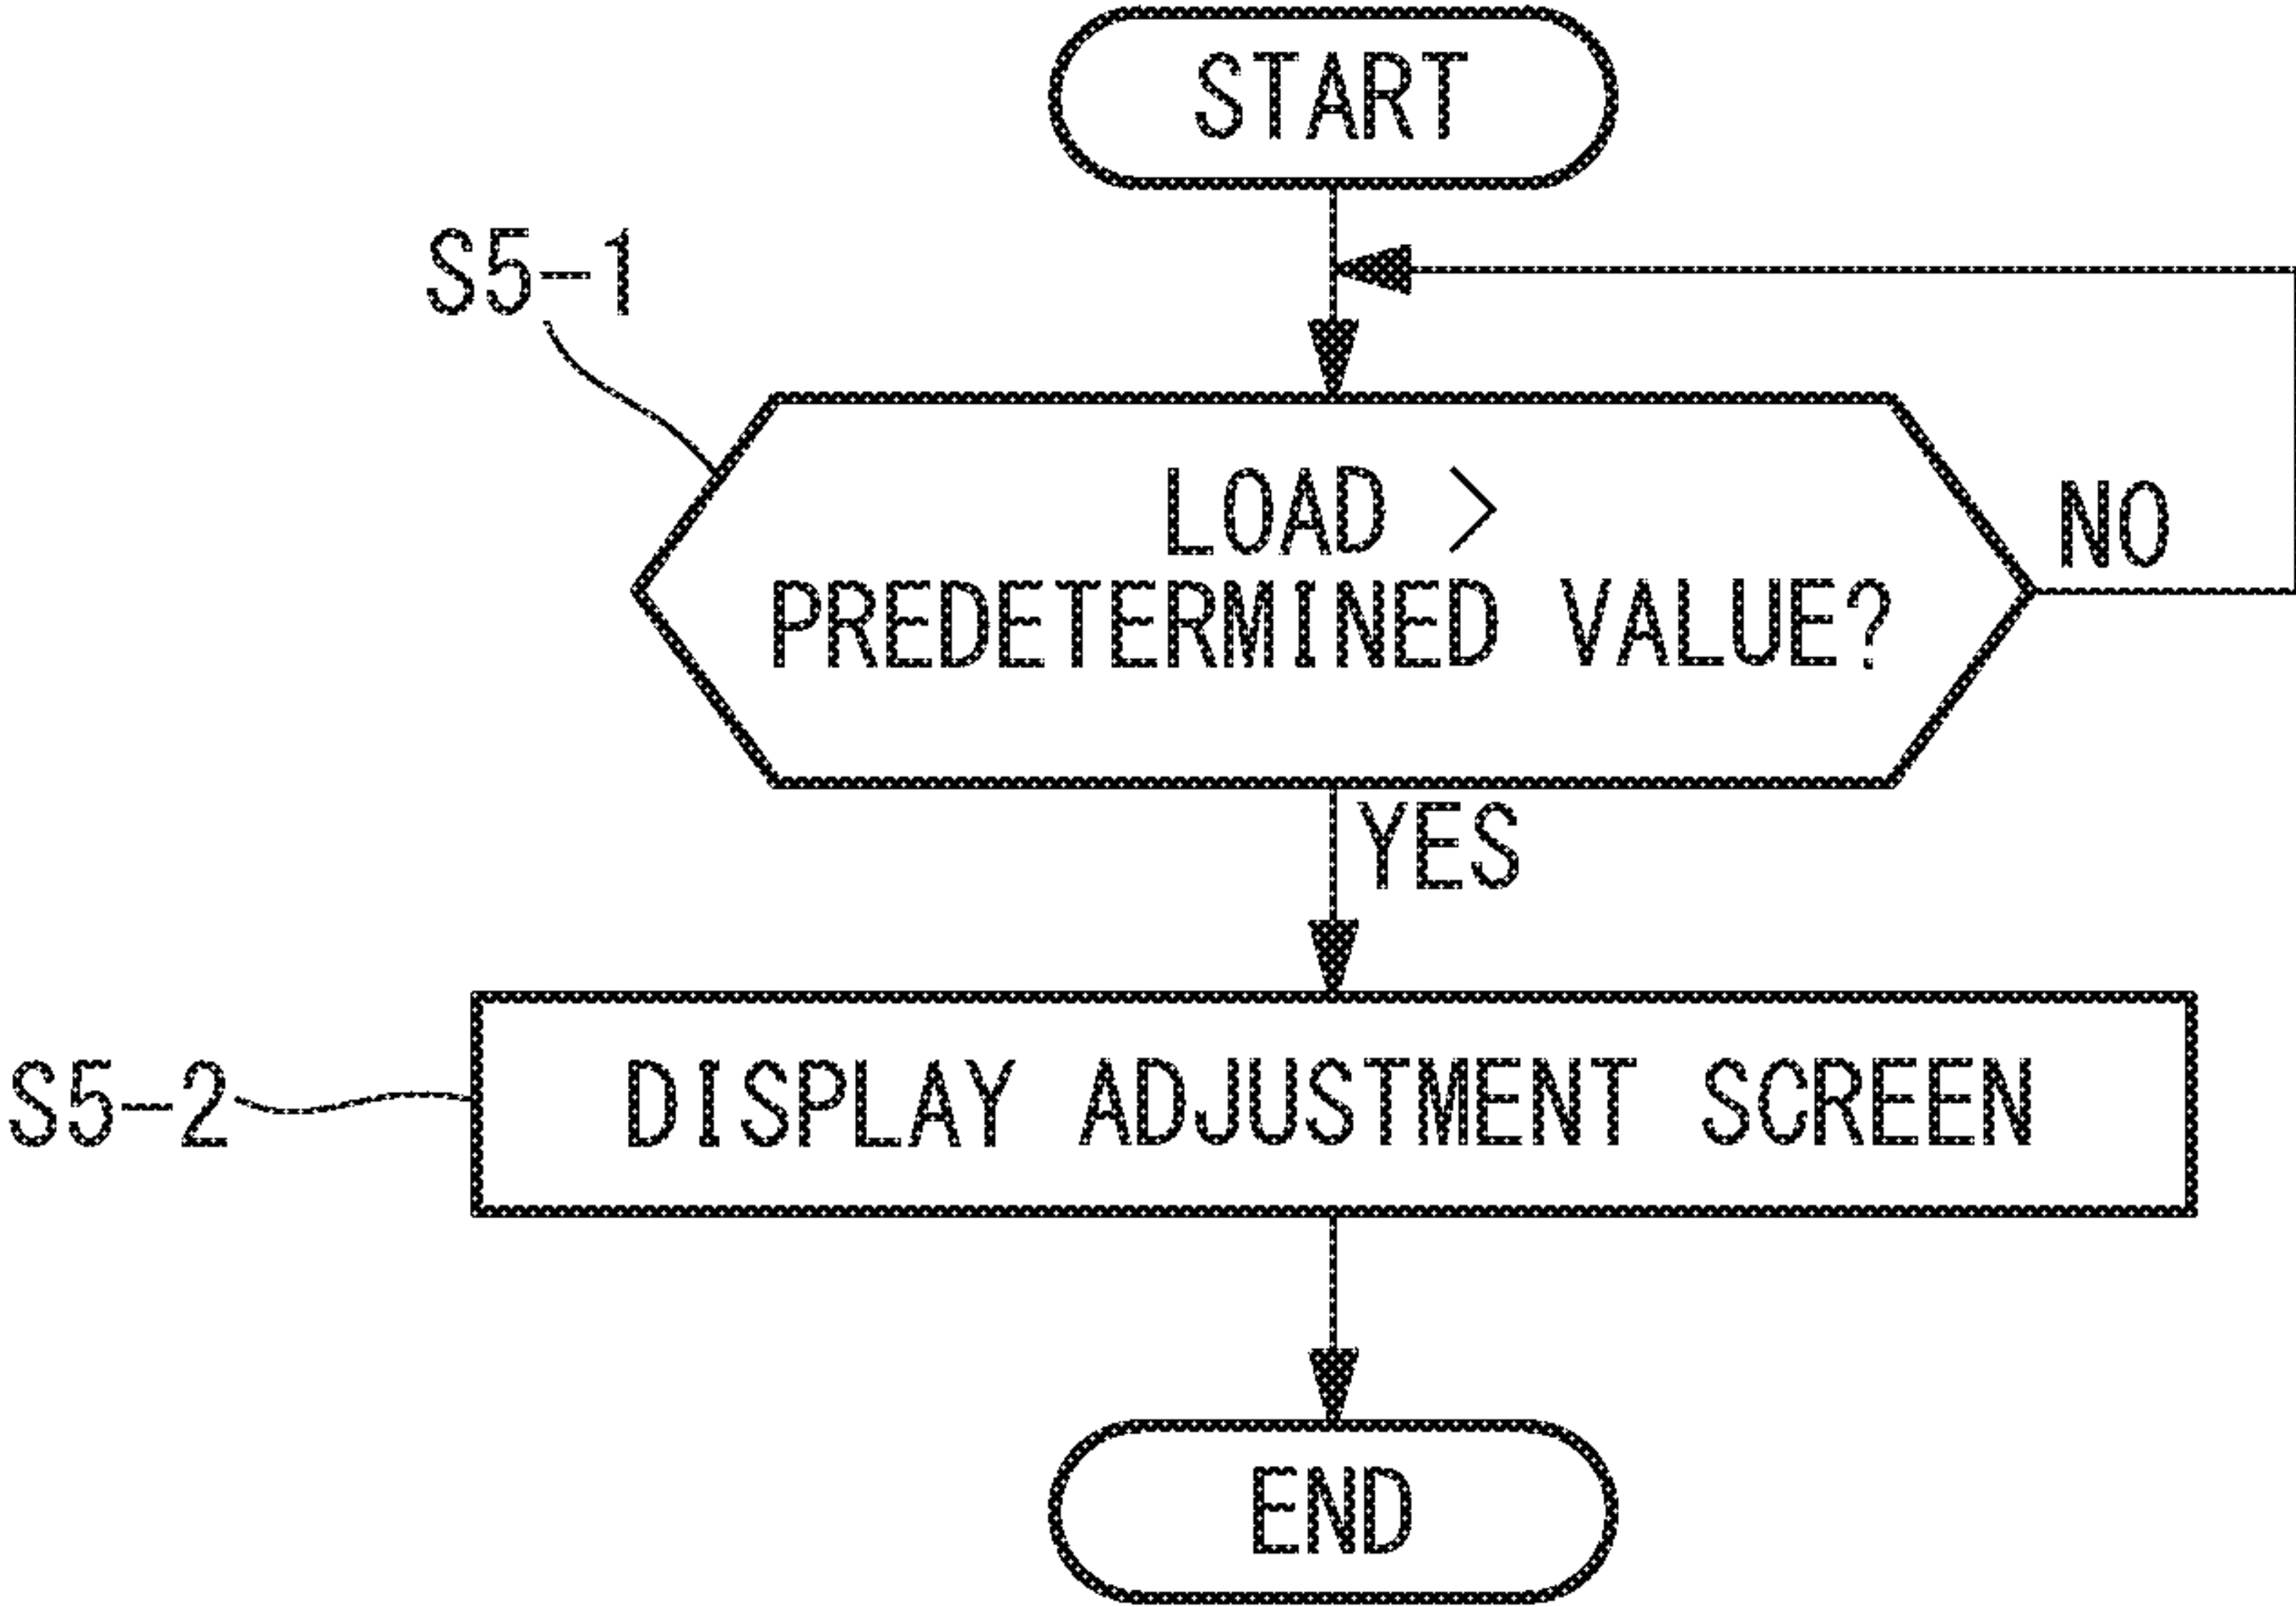 START
S5-1
LOAD >
PREDETERMINED VALUE?
NO
YES
S5-2
DISPLAY ADJUSTMENT SCREEN
END